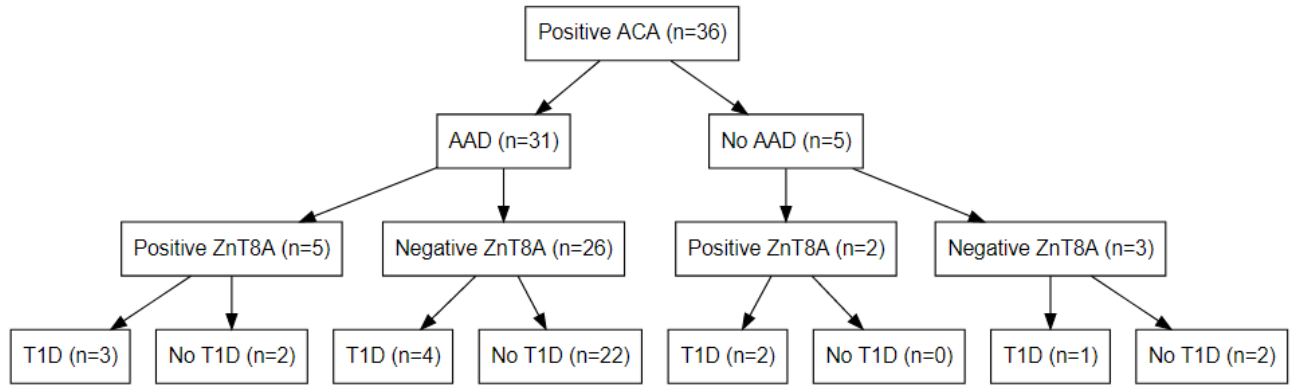 Positive ACA (n=36)
AAD (n=31)
No AAD (n=5)
Positive ZnT8A (n=5)
Negative ZnT8A (n=26)
Positive ZnT8A (n=2)
Negative ZnT8A (n=3)
T1D (n=3)
No T1D (n=2)
T1D (n=4)
No T1D (n=22)
T1D (n=2)
No T1D (n=0)
T1D (n=1)
No T1D (n=2)